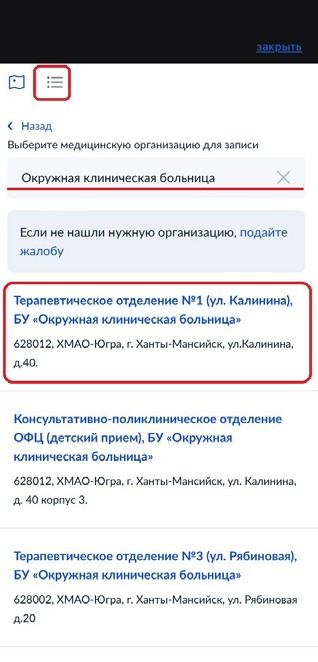 закрыть
Назад
Выберите медицинскую организацию для записи
Окружная клиническая больница
Если не нашли нужную организацию, подайте
жалобу
Терапевтическое отделение №1 (ул. Калинина),
БУ «Окружная клиническая больница»
628012, ХМАО-Югра, г. Ханты-Мансийск, ул.Калинина,
д.40.
Консультативно-поликлиническое отделение
ОФЦ (детский прием), БУ «Окружная
клиническая больница»
628012, ХМАО-Югра, г. Ханты-Мансийск, ул. Калинина,
д. 40 корпус 3.
Терапевтическое отделение №3 (ул. Рябиновая),
БУ «Окружная клиническая больница»
628002, ХМАО-Югра, г. Ханты-Мансийск, ул. Рябиновая
д.20